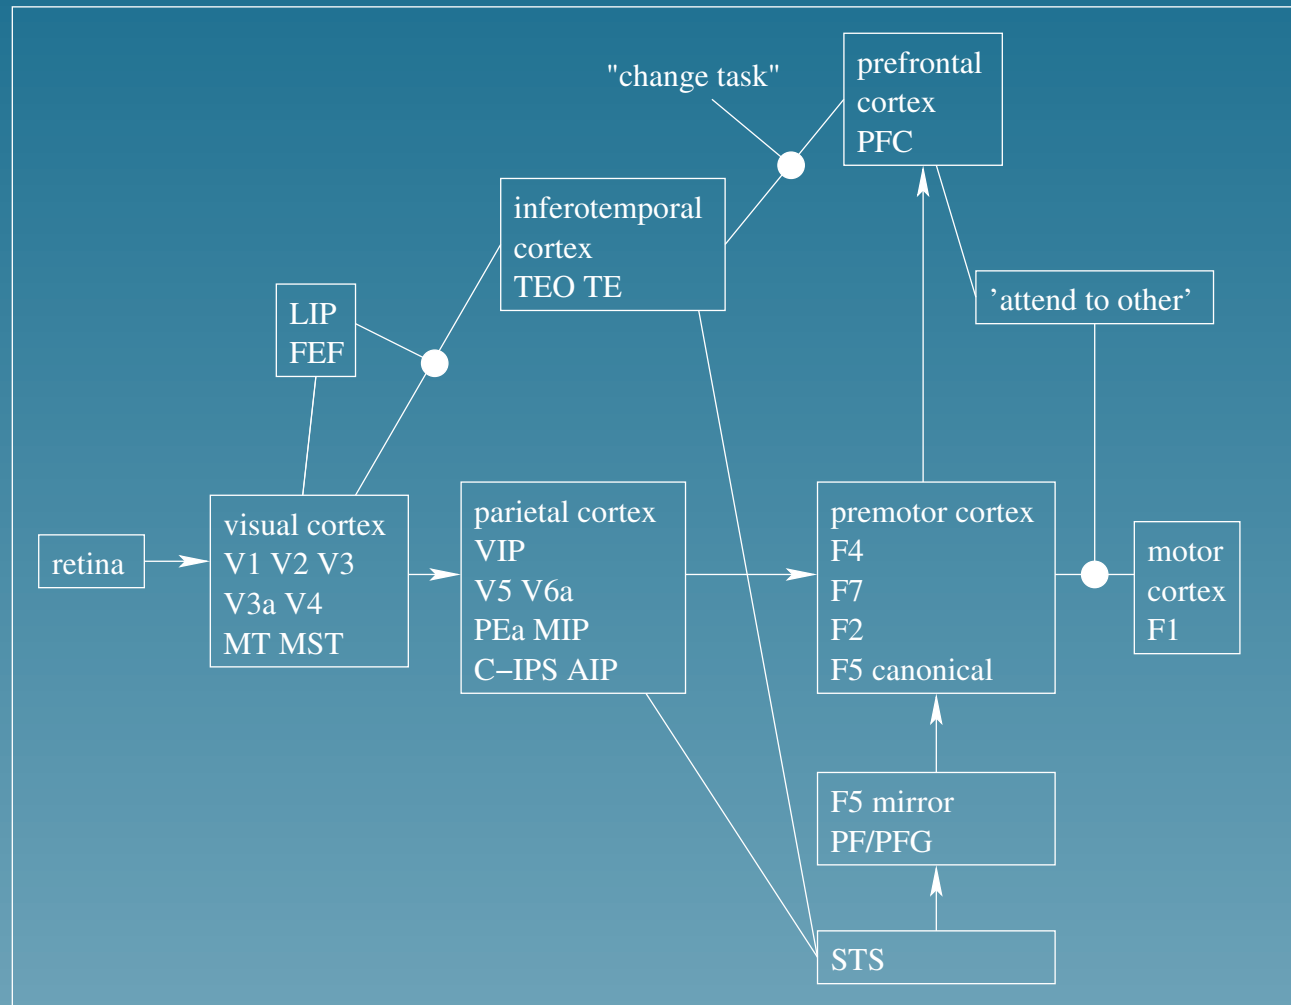 "change task"
prefrontal
cortex
PFC
inferotemporal
cortex
TEO TE
LIP
FEF
’attend to other’
retina
visual cortex
V1 V2 V3
V3a V4
MT MST
parietal cortex
VIP
V5 V6a
PEa MIP
C−IPS AIP
premotor cortex
F4
F7
F2
F5 canonical
motor
cortex
F1
F5 mirror
PF/PFG
STS